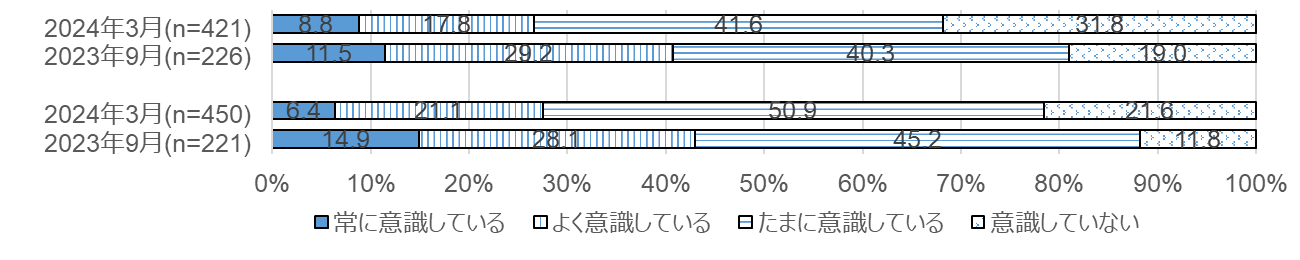 2024年3月(n=421) 8.8 17.8 41.6 31.8
2023年9月(n=226) 11.5 29.2 40.3 19.0
2024年3月(n=450) 6.4 21.1 50.9 21.6
2023年9月(n=221) 14.9 28.1 45.2 11.8
0% 10% 20% 30% 40% 50% 60% 70% 80% 90% 100%
常に意識している よく意識している たまに意識している 意識していない